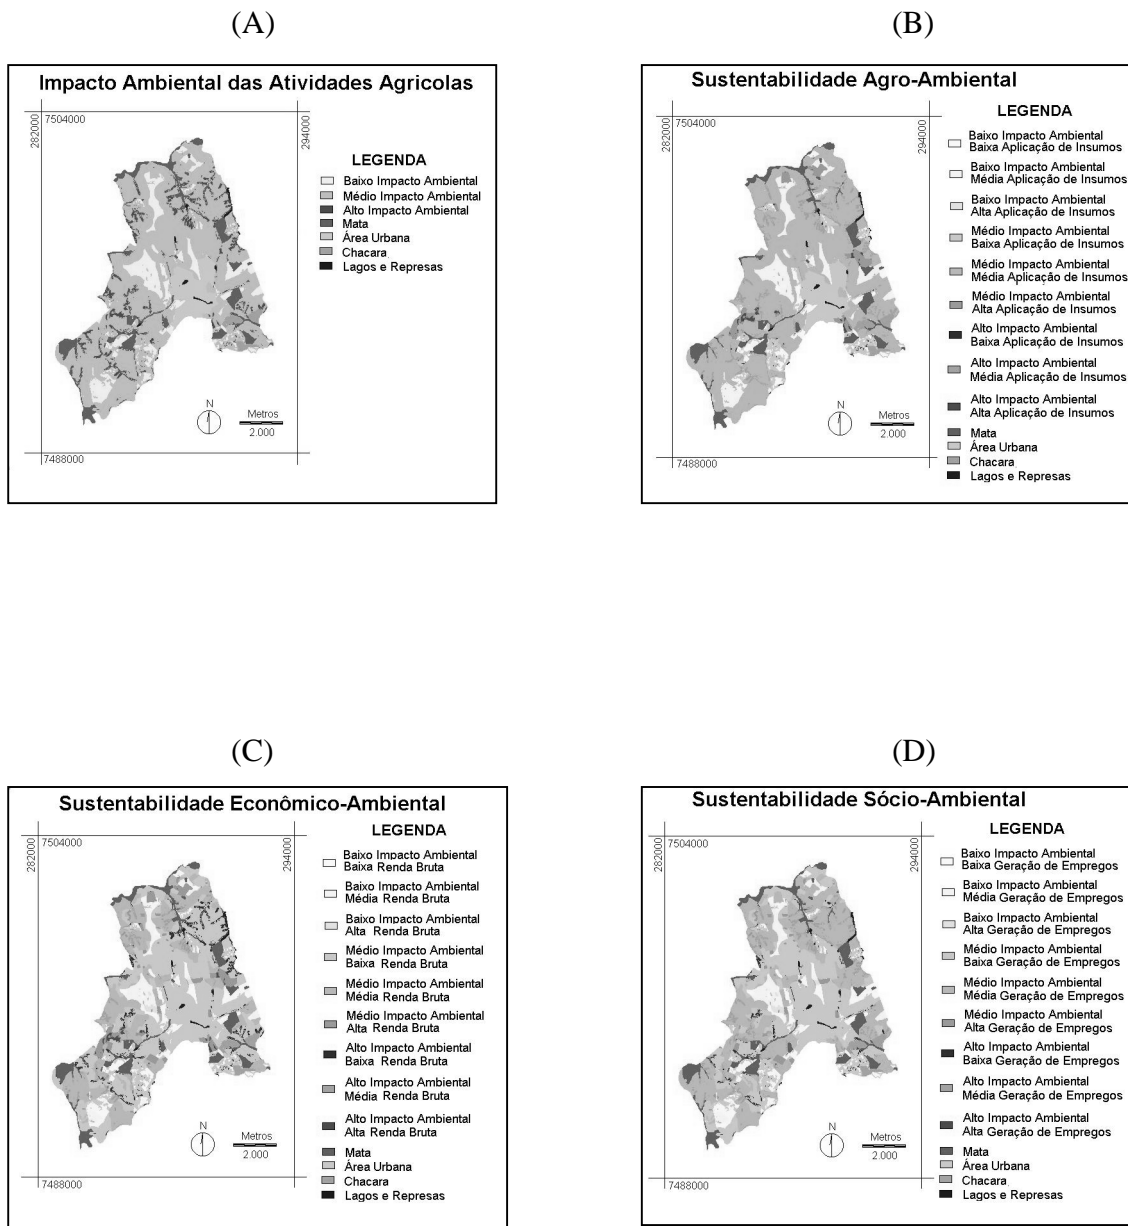 (A)
Impacto Ambiental das Atividades Agricolas
7504000
282000
294000
LEGENDA
Baixo Impacto Ambiental
Médio Impacto Ambiental
Alto Impacto Ambiental
Mata
Área Urbana
Chacara
Lagos e Represas
N
Metros
2.000
7488000
(B)
Sustentabilidade Agro-Ambiental
7504000
282000
294000
LEGENDA
Baixo Impacto Ambiental
Baixa Aplicação de Insumos
Baixo Impacto Ambiental
Média Aplicação de Insumos
Baixo Impacto Ambiental
Alta Aplicação de Insumos
Médio Impacto Ambiental
Baixa Aplicação de Insumos
Médio Impacto Ambiental
Média Aplicação de Insumos
Médio Impacto Ambiental
Alta Aplicação de Insumos
Alto Impacto Ambiental
Baixa Aplicação de Insumos
Alto Impacto Ambiental
Média Aplicação de Insumos
Alto Impacto Ambiental
Alta Aplicação de Insumos
Mata
Área Urbana
Chacara
Lagos e Represas
N
Metros
2.000
7488000
(C)
Sustentabilidade Econômico-Ambiental
7504000
282000
294000
LEGENDA
Baixo Impacto Ambiental
Baixa Renda Bruta
Baixo Impacto Ambiental
Média Renda Bruta
Baixo Impacto Ambiental
Alta Renda Bruta
Médio Impacto Ambiental
Baixa Renda Bruta
Médio Impacto Ambiental
Média Renda Bruta
Médio Impacto Ambiental
Alta Renda Bruta
Alto Impacto Ambiental
Baixa Renda Bruta
Alto Impacto Ambiental
Média Renda Bruta
Alto Impacto Ambiental
Alta Renda Bruta
Mata
Área Urbana
Chacara
Lagos e Represas
N
Metros
2.000
7488000
(D)
Sustentabilidade Sócio-Ambiental
7504000
282000
294000
LEGENDA
Baixo Impacto Ambiental
Baixa Geração de Empregos
Baixo Impacto Ambiental
Média Geração de Empregos
Baixo Impacto Ambiental
Alta Geração de Empregos
Médio Impacto Ambiental
Baixa Geração de Empregos
Médio Impacto Ambiental
Média Geração de Empregos
Médio Impacto Ambiental
Alta Geração de Empregos
Alto Impacto Ambiental
Baixa Geração de Empregos
Alto Impacto Ambiental
Média Geração de Empregos
Alto Impacto Ambiental
Alta Geração de Empregos
Mata
Área Urbana
Chacara
Lagos e Represas
N
Metros
2.000
7488000